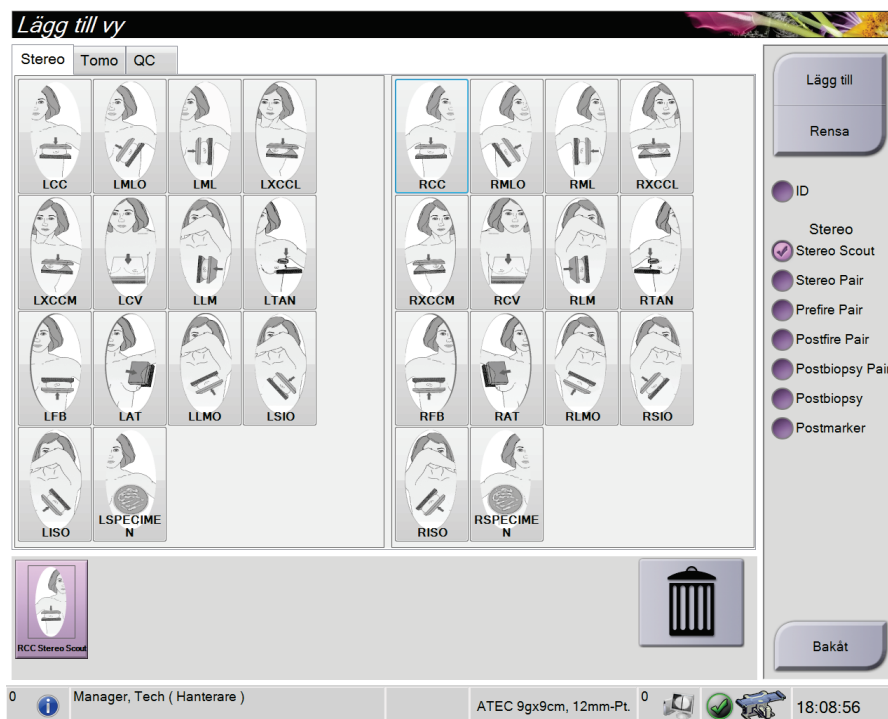 Lägg till vy
Stereo Tomo QC
LCC LMLO LML LXCCL
LXCCM LCV LLM LTAN
LFB LAT LLMO LSIO
LISO LSPECIME
N
RCC RMLO RML RXCCL
RXCCM RCV RLM RTAN
RFB RAT RLMO RSIO
RISO RSPECIME
N
Lägg till
Rensa
ID
Stereo
Stereo Scout
Stereo Pair
Prefire Pair
Postfire Pair
Postbiopsy Pair
Postbiopsy
Postmarker
RCC Stereo Scout
Bakåt
0 Manager, Tech ( Hanterare ) ATEC 9gx9cm, 12mm-Pt. 0 18:08:56